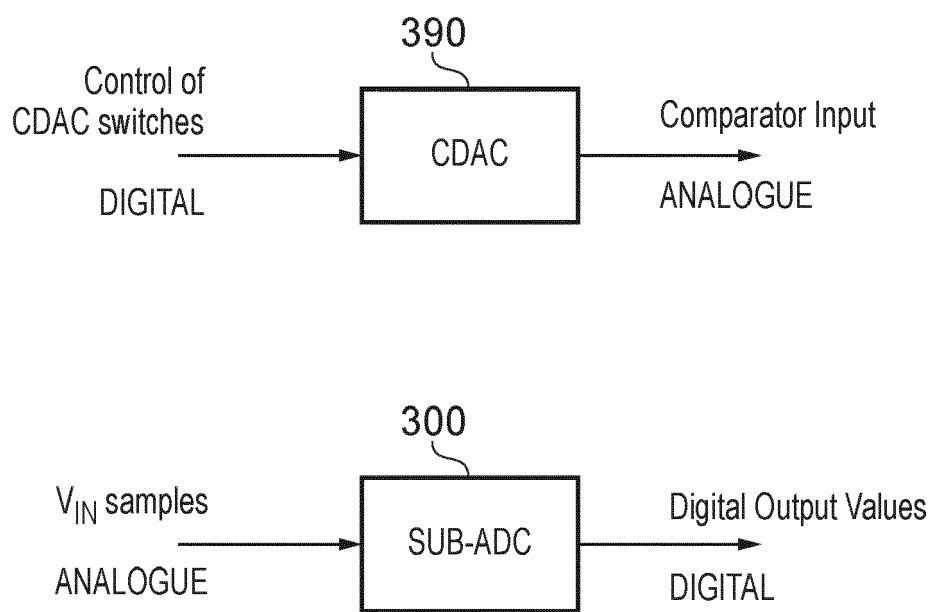 390
Control of
CDAC switches
DIGITAL
CDAC
Comparator Input
ANALOGUE
300
V_IN samples
ANALOGUE
SUB-ADC
Digital Output Values
DIGITAL